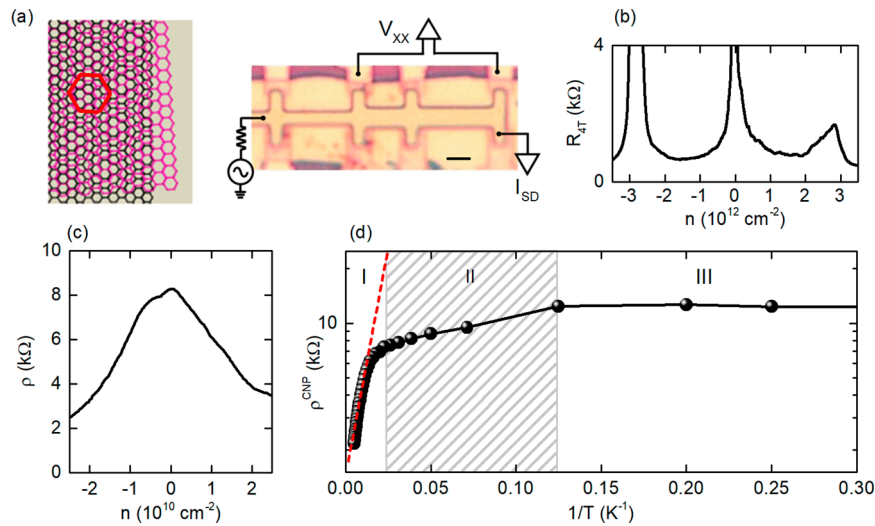 (a)
V_XX
I_SD
(b)
4
R_4T (kΩ)
0
-3 -2 -1 0 1 2 3
n (10^12 cm^-2)
(c)
10
8
6
4
2
0
ρ (kΩ)
-2 -1 0 1 2
n (10^10 cm^-2)
(d)
I II III
10
ρ^CNP (kΩ)
0.00 0.05 0.10 0.15 0.20 0.25 0.30
1/T (K^-1)